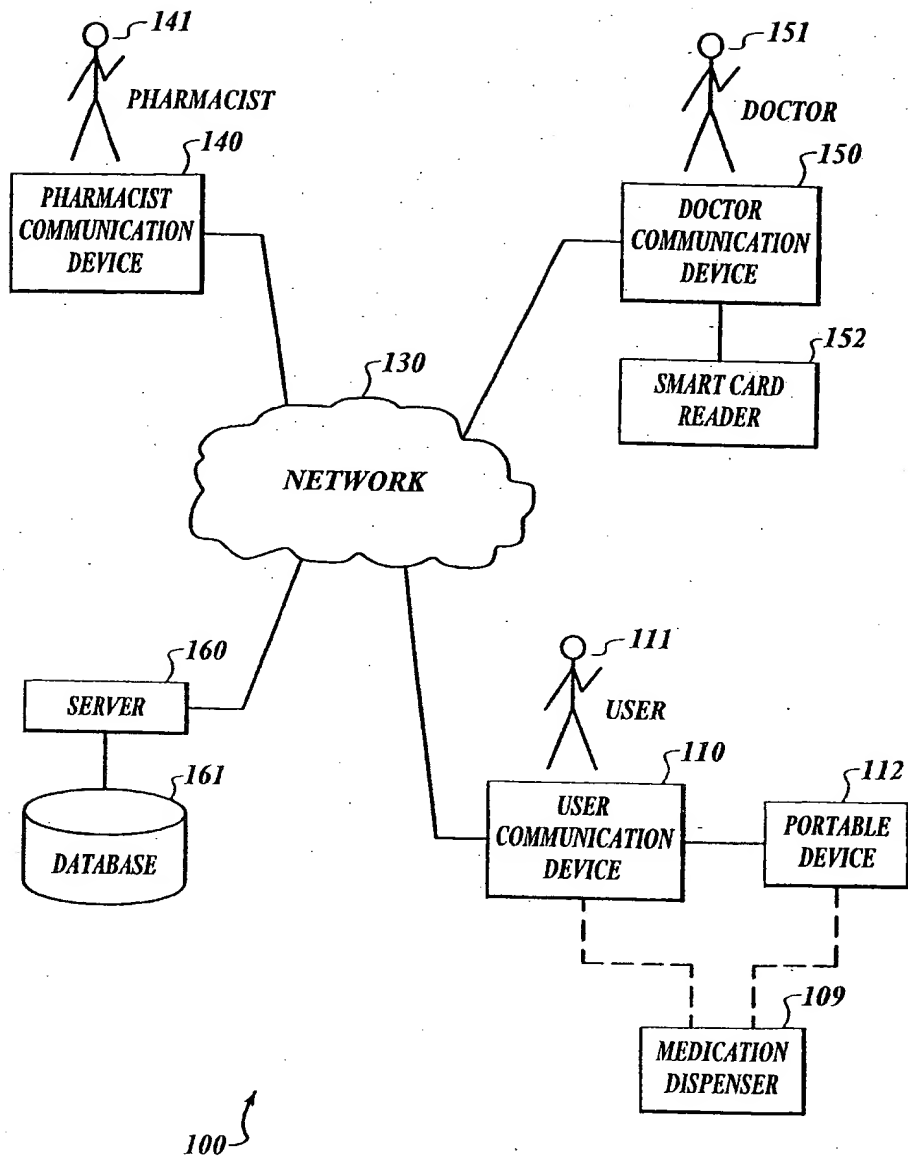 141
PHARMACIST
140
PHARMACIST
COMMUNICATION
DEVICE
151
DOCTOR
150
DOCTOR
COMMUNICATION
DEVICE
152
SMART CARD
READER
130
NETWORK
160
SERVER
161
DATABASE
111
USER
110
USER
COMMUNICATION
DEVICE
112
PORTABLE
DEVICE
109
MEDICATION
DISPENSER
100